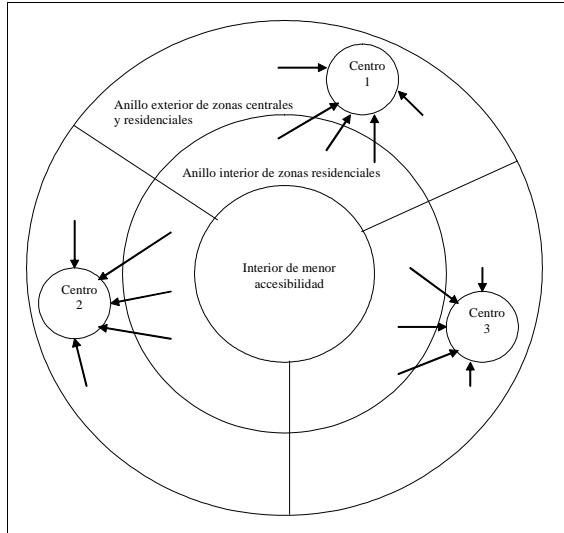 Centro
1
Anillo exterior de zonas centrales
y residenciales
Anillo interior de zonas residenciales
Interior de menor
accesibilidad
Centro
2
Centro
3